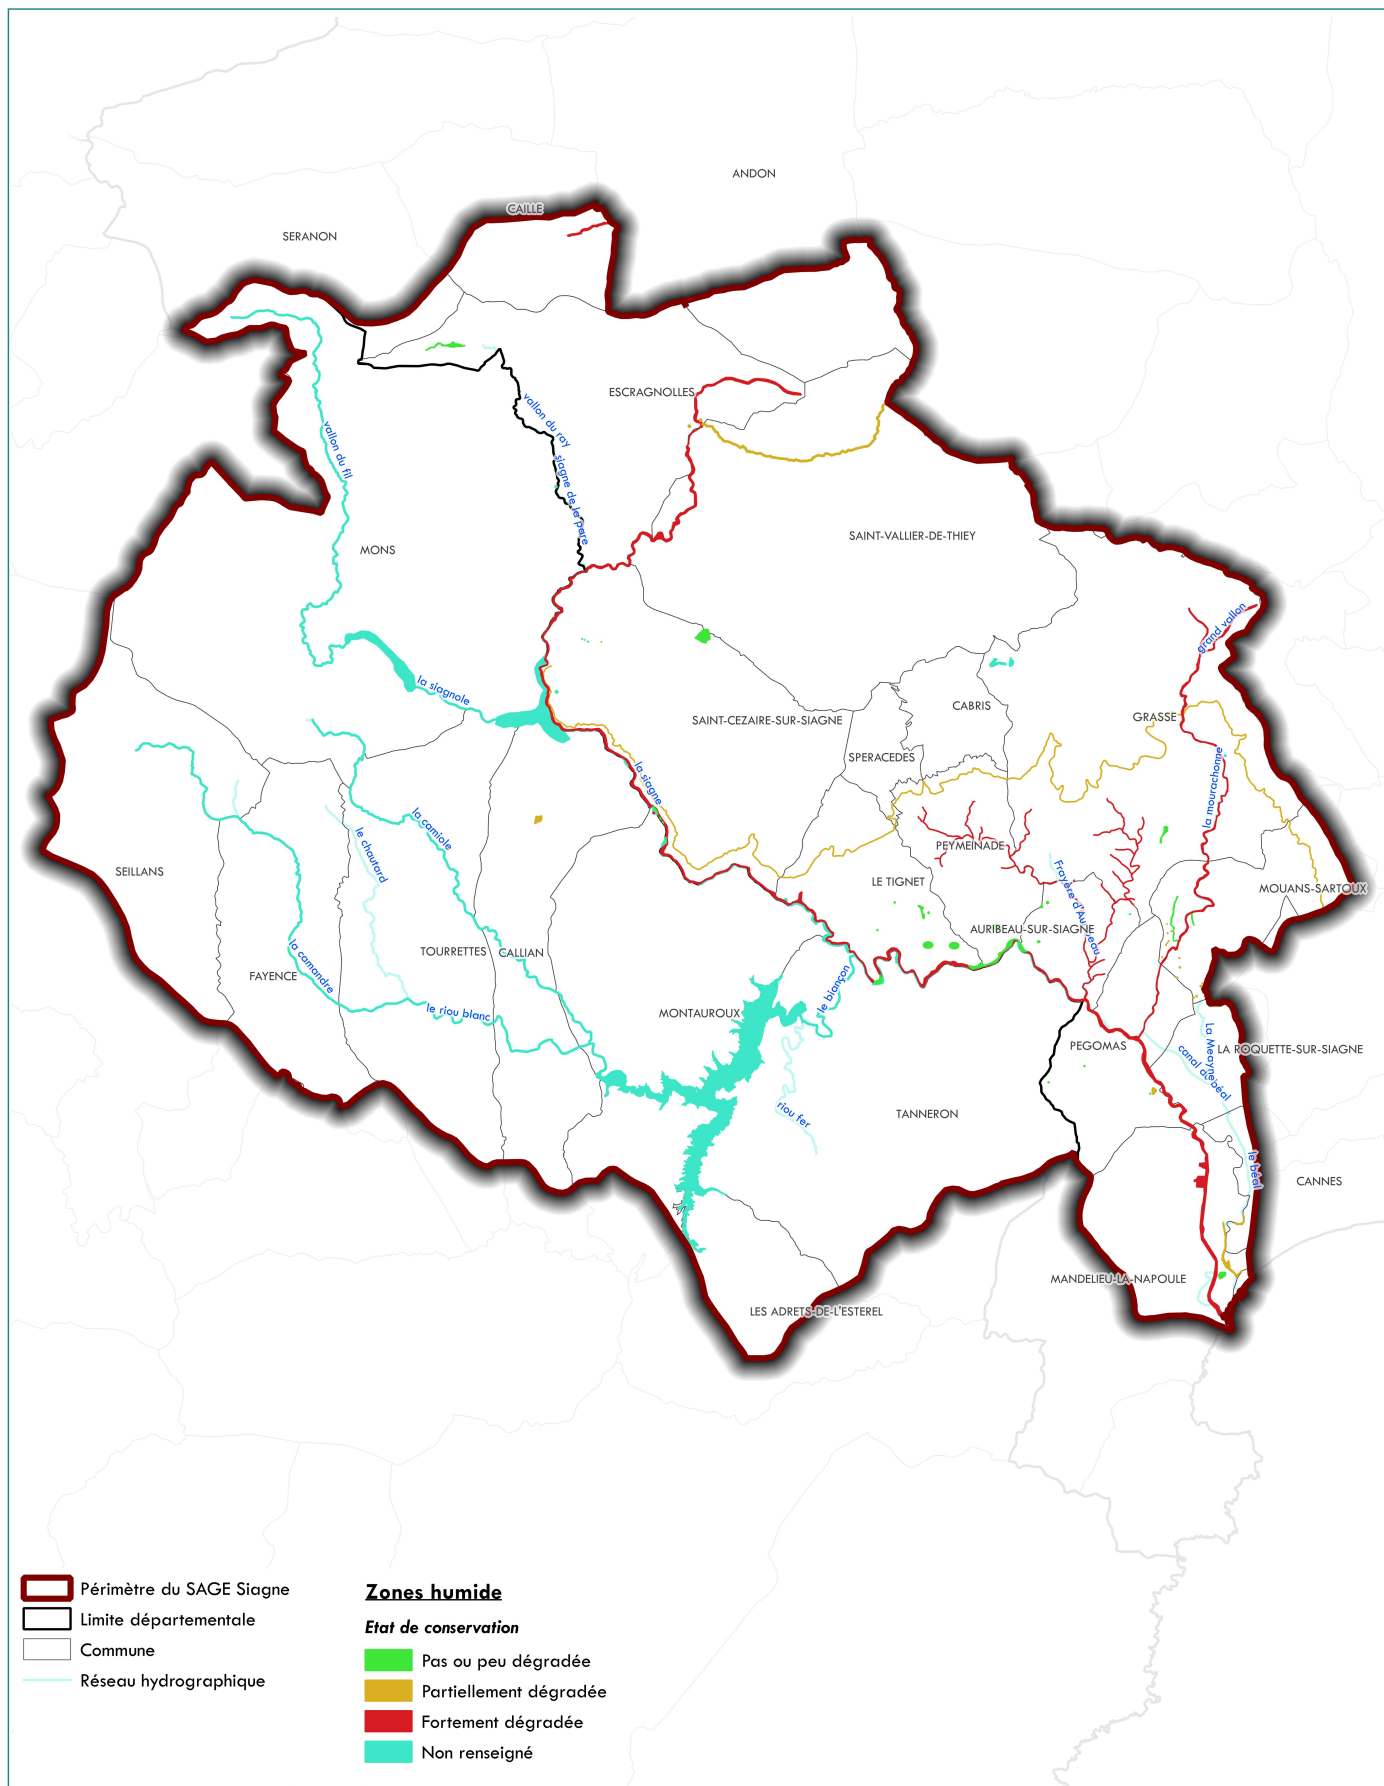 ANDON
CAILLE
SERANON
ESCRAGNOLLES
vallon du ray
vallon du fil
siagne de la pare
SAINT-VALLIER-DE-THIEY
MONS
grand vallon
la siagnole
CABRIS
SAINT-CEZAIRE-SUR-SIAGNE
GRASSE
SPERACEDES
la siagne
la mourachonne
la camiole
le chautard
PEYMEINADE
SEILLANS
LE TIGNET
Frayère d'Auribeau
MOUANS-SARTOUX
AURIBEAU-SUR-SIAGNE
TOURRETTES
CALLIAN
la camandre
FAYENCE
le biançon
le riou blanc
MONTAUROUX
PEGOMAS
La Meayne
LA ROQUETTE-SUR-SIAGNE
canal du béal
riou fer
TANNERON
le béal
CANNES
MANDELIEU-LA-NAPOULE
LES ADRETS-DE-L'ESTEREL
Périmètre du SAGE Siagne
Limite départementale
Commune
Réseau hydrographique
Zones humide
Etat de conservation
Pas ou peu dégradée
Partiellement dégradée
Fortement dégradée
Non renseigné